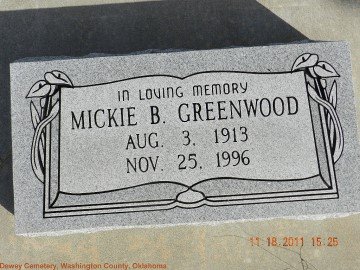 IN LOVING MEMORY
MICKIE B. GREENWOOD
AUG. 3, 1913
NOV. 25, 1996
11 18 2011 15 25
Dewey Cemetery, Washington County, Oklahoma